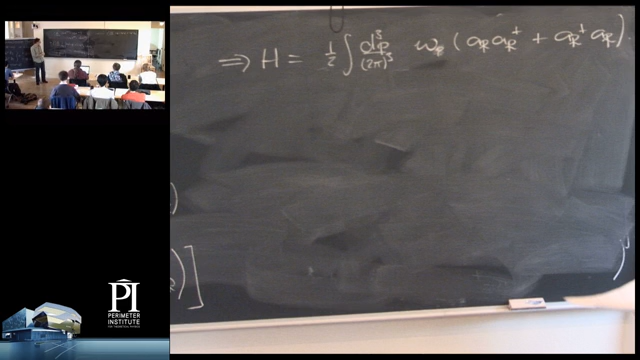 ⇒ H = 1/2 ∫ d³p/(2π)³ ω_p ( a_p a_p† + a_p† a_p ).
)
)]
PI
PERIMETER
INSTITUTE
FOR THEORETICAL PHYSICS